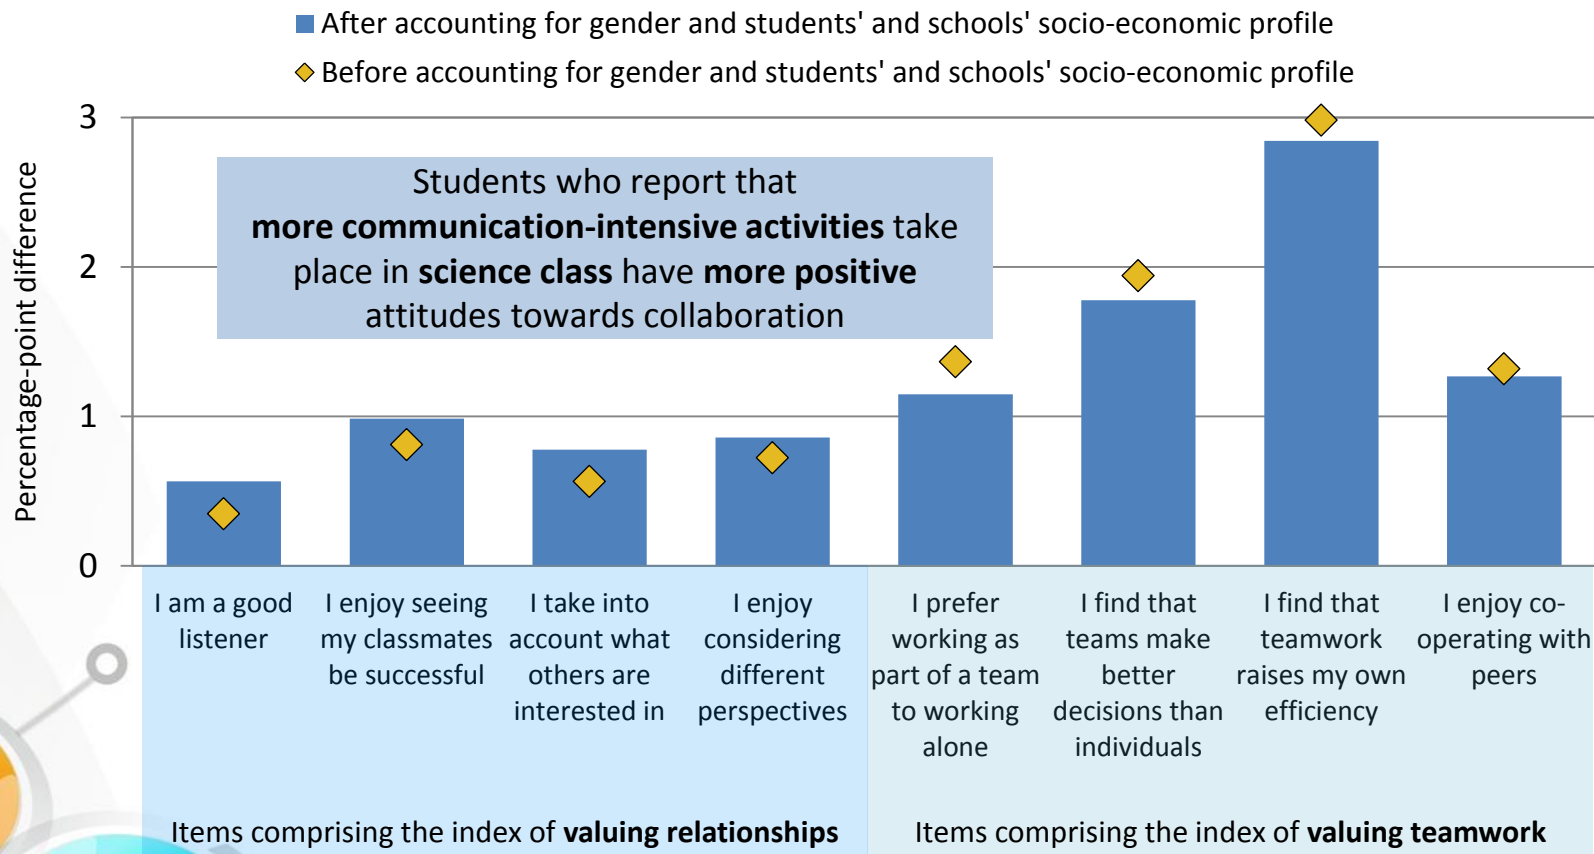 After accounting for gender and students' and schools' socio-economic profile
Before accounting for gender and students' and schools' socio-economic profile
Percentage-point difference
3
2
1
0
Students who report that
more communication-intensive activities take
place in science class have more positive
attitudes towards collaboration
I am a good
listener
I enjoy seeing
my classmates
be successful
I take into
account what
others are
interested in
I enjoy
considering
different
perspectives
I prefer
working as
part of a team
to working
alone
I find that
teams make
better
decisions than
individuals
I find that
teamwork
raises my own
efficiency
I enjoy co-
operating with
peers
Items comprising the index of valuing relationships
Items comprising the index of valuing teamwork